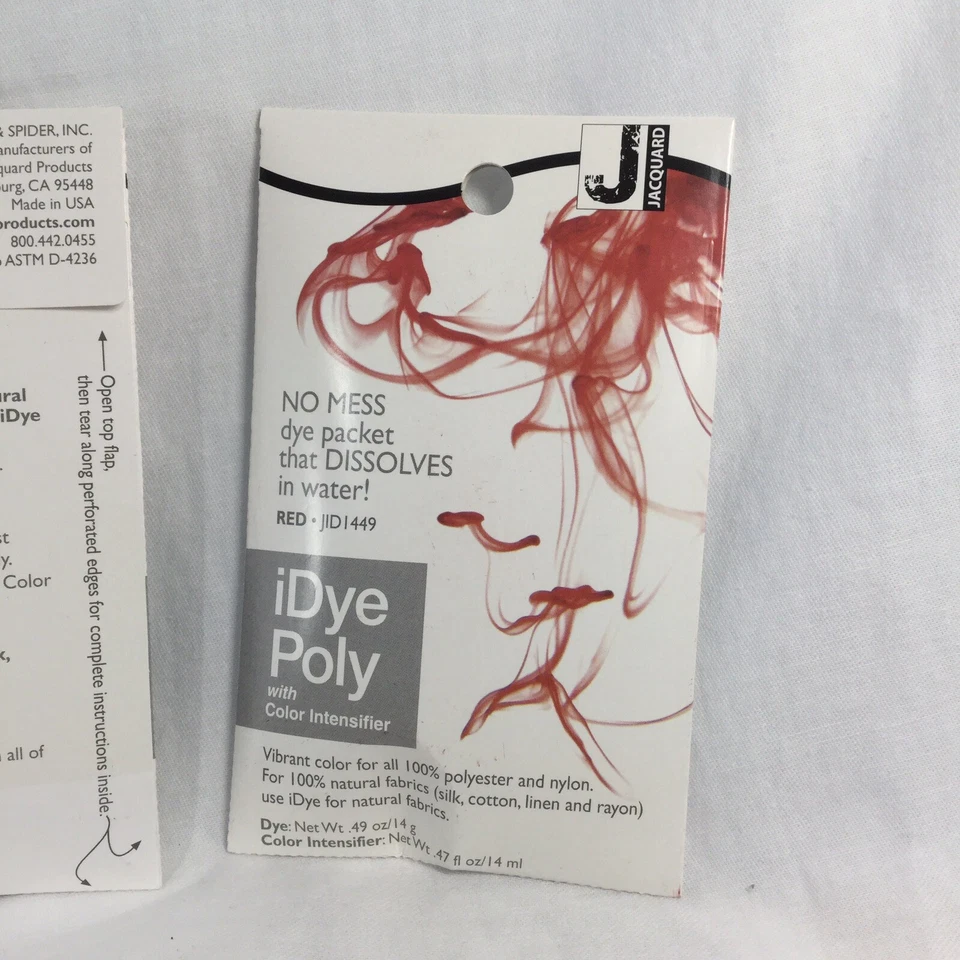 & SPIDER, INC.
anufacturers of
quard Products
burg, CA 95448
Made in USA
products.com
800.442.0455
ASTM D-4236
Open top flap,
then tear along perforated edges for complete instructions inside.
ural
iDye
st
y.
Color
k,
all of
J
JACQUARD
NO MESS
dye packet
that DISSOLVES
in water!
RED • JID1449
iDye
Poly
with
Color Intensifier
Vibrant color for all 100% polyester and nylon.
For 100% natural fabrics (silk, cotton, linen and rayon)
use iDye for natural fabrics.
Dye: Net Wt .49 oz/14 g
Color Intensifier: Net Wt .47 fl oz/14 ml